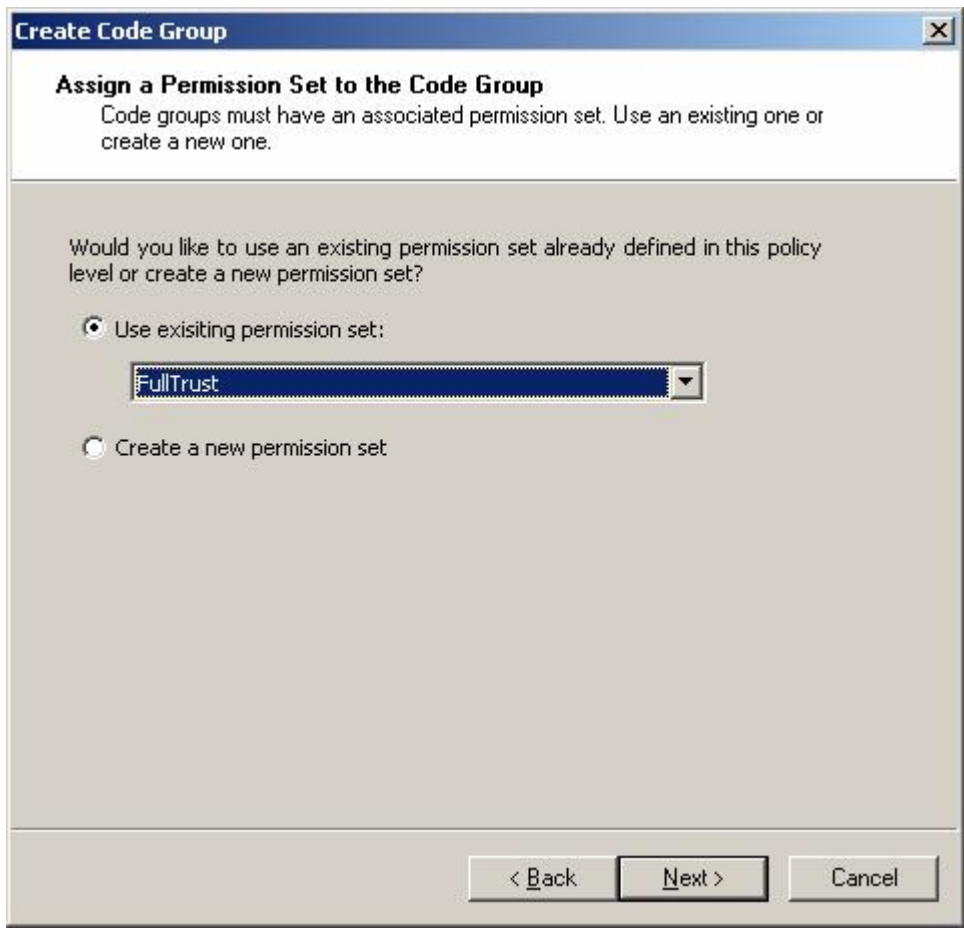 Create Code Group
Assign a Permission Set to the Code Group
Code groups must have an associated permission set. Use an existing one or
create a new one.
Would you like to use an existing permission set already defined in this policy
level or create a new permission set?
Use exisiting permission set:
FullTrust
Create a new permission set
< Back
Next >
Cancel